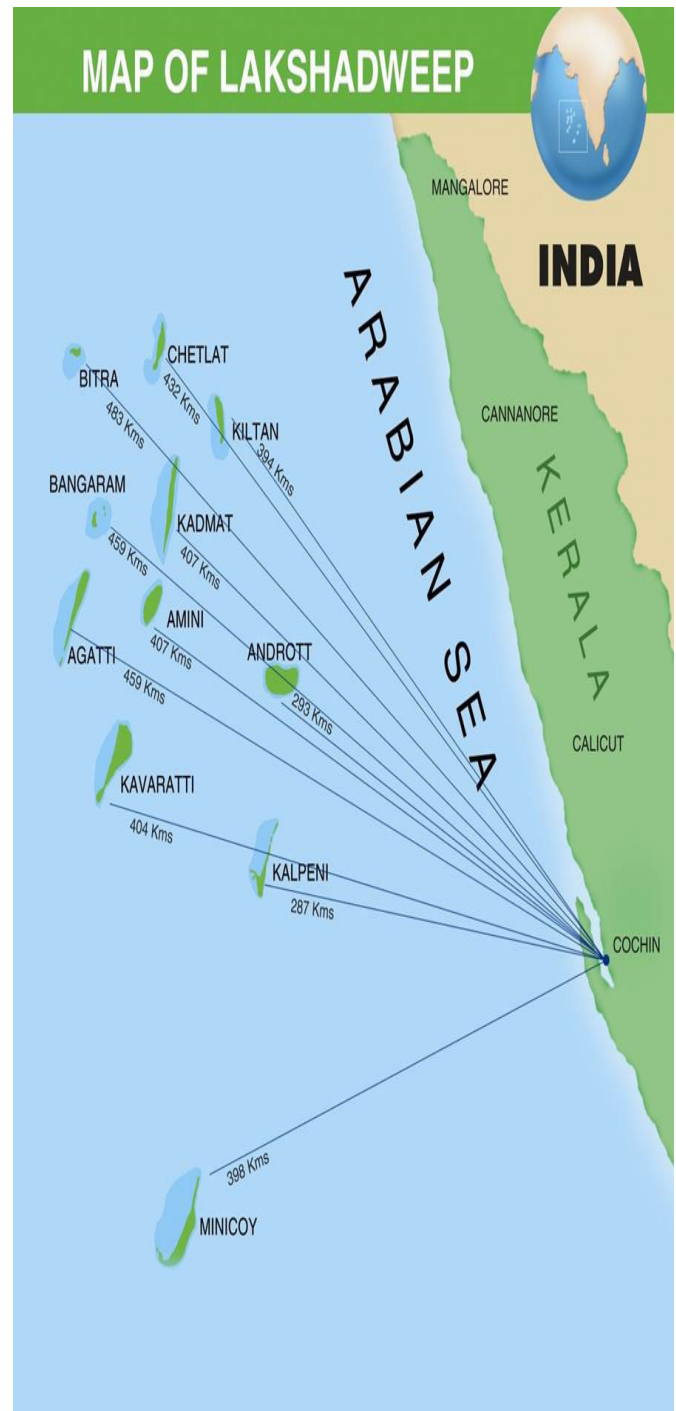 MAP OF LAKSHADWEEP
MANGALORE
INDIA
ARABIAN SEA
CHETLAT
432 Kms
BITRA
483 Kms
KILTAN
394 Kms
CANNANORE
KERALA
BANGARAM
459 Kms
KADMAT
407 Kms
AMINI
407 Kms
AGATTI
459 Kms
ANDROTT
293 Kms
CALICUT
KAVARATTI
404 Kms
KALPENI
287 Kms
COCHIN
398 Kms
MINICOY